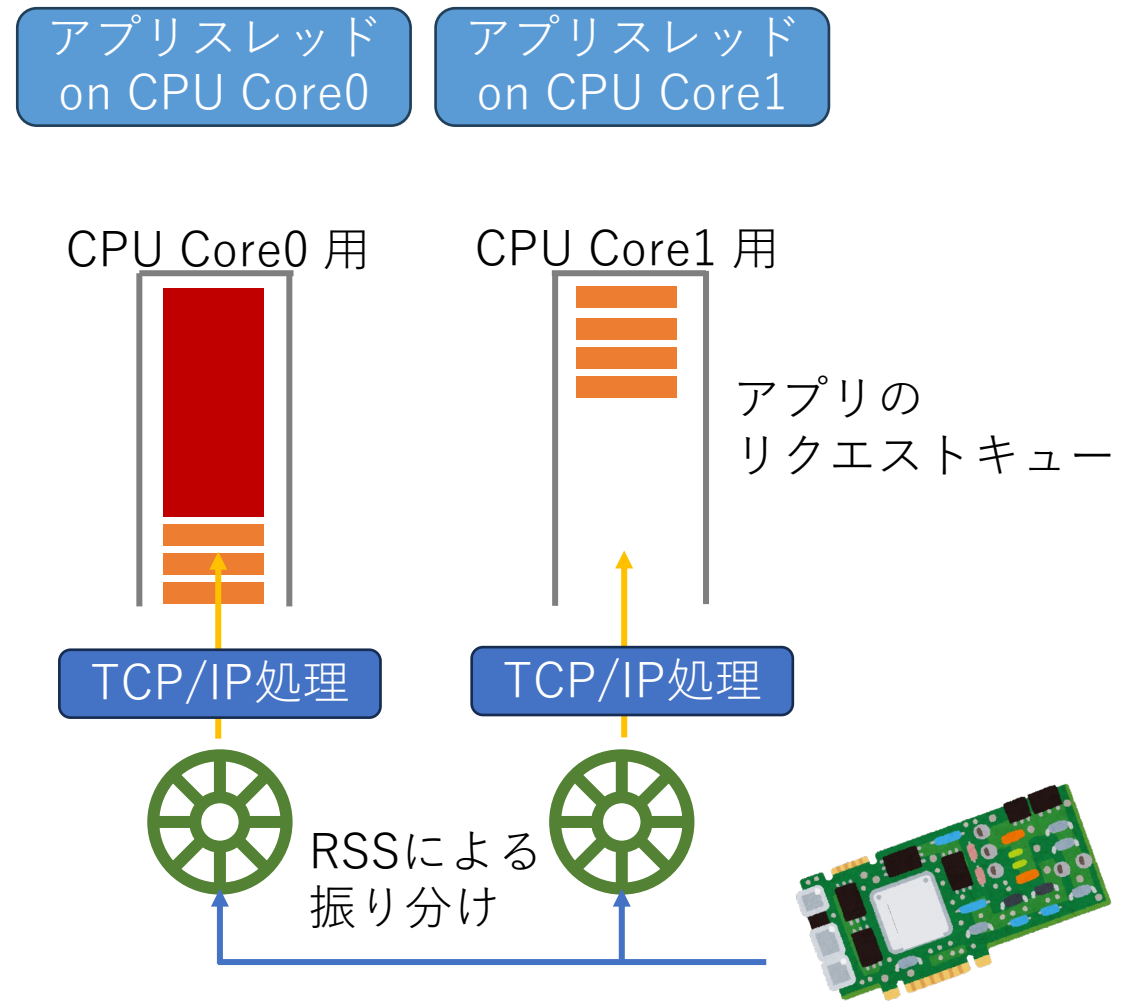 アプリスレッド
on CPU Core0
アプリスレッド
on CPU Core1
CPU Core0 用
CPU Core1 用
アプリの
リクエストキュー
TCP/IP処理
TCP/IP処理
RSSによる
振り分け